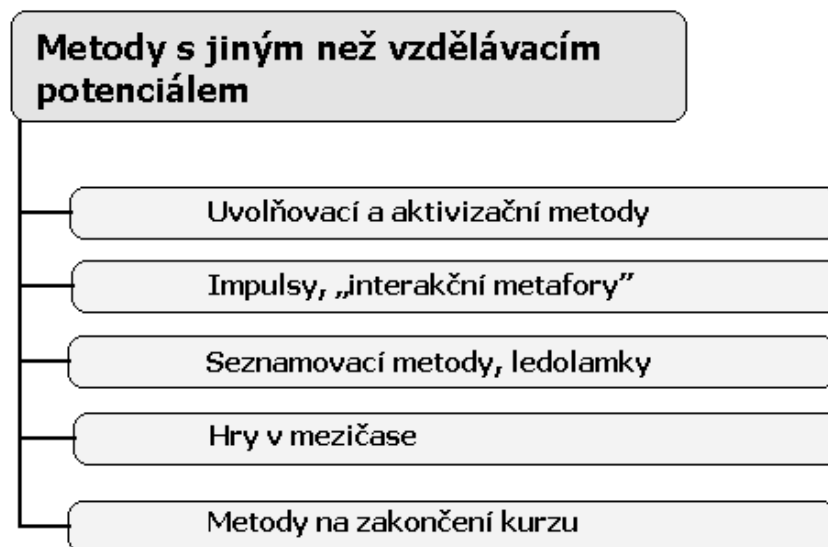 Metody s jiným než vzdělávacím
potenciálem
Uvolňovací a aktivizační metody
Impulsy, „interakční metafory”
Seznamovací metody, ledolamky
Hry v mezičase
Metody na zakončení kurzu